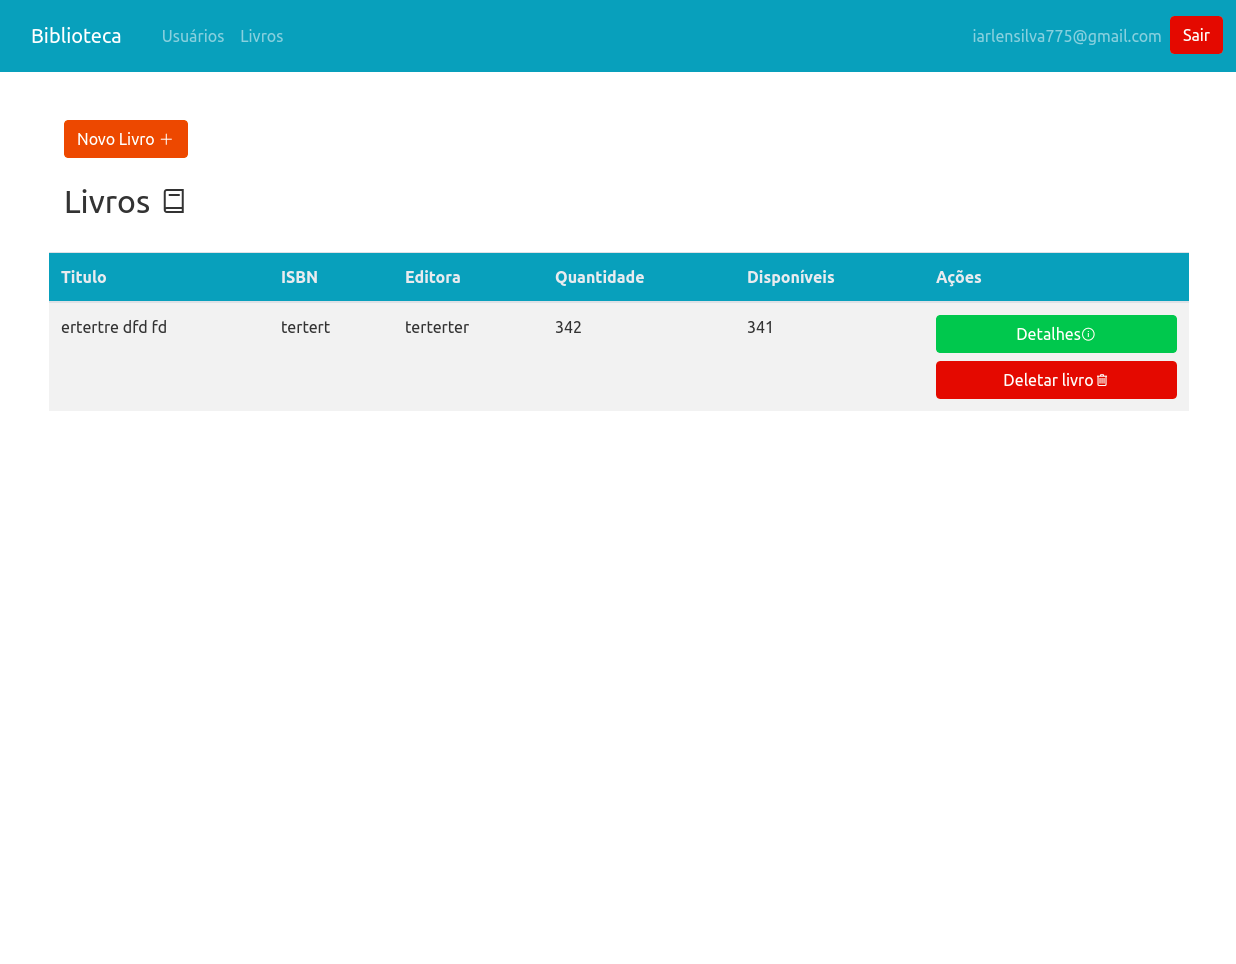 Biblioteca Usuários Livros iarlensilva775@gmail.com Sair
Novo Livro +
Livros
Titulo ISBN Editora Quantidade Disponíveis Ações
ertertre dfd fd tertert terterter 342 341 Detalhes
Deletar livro